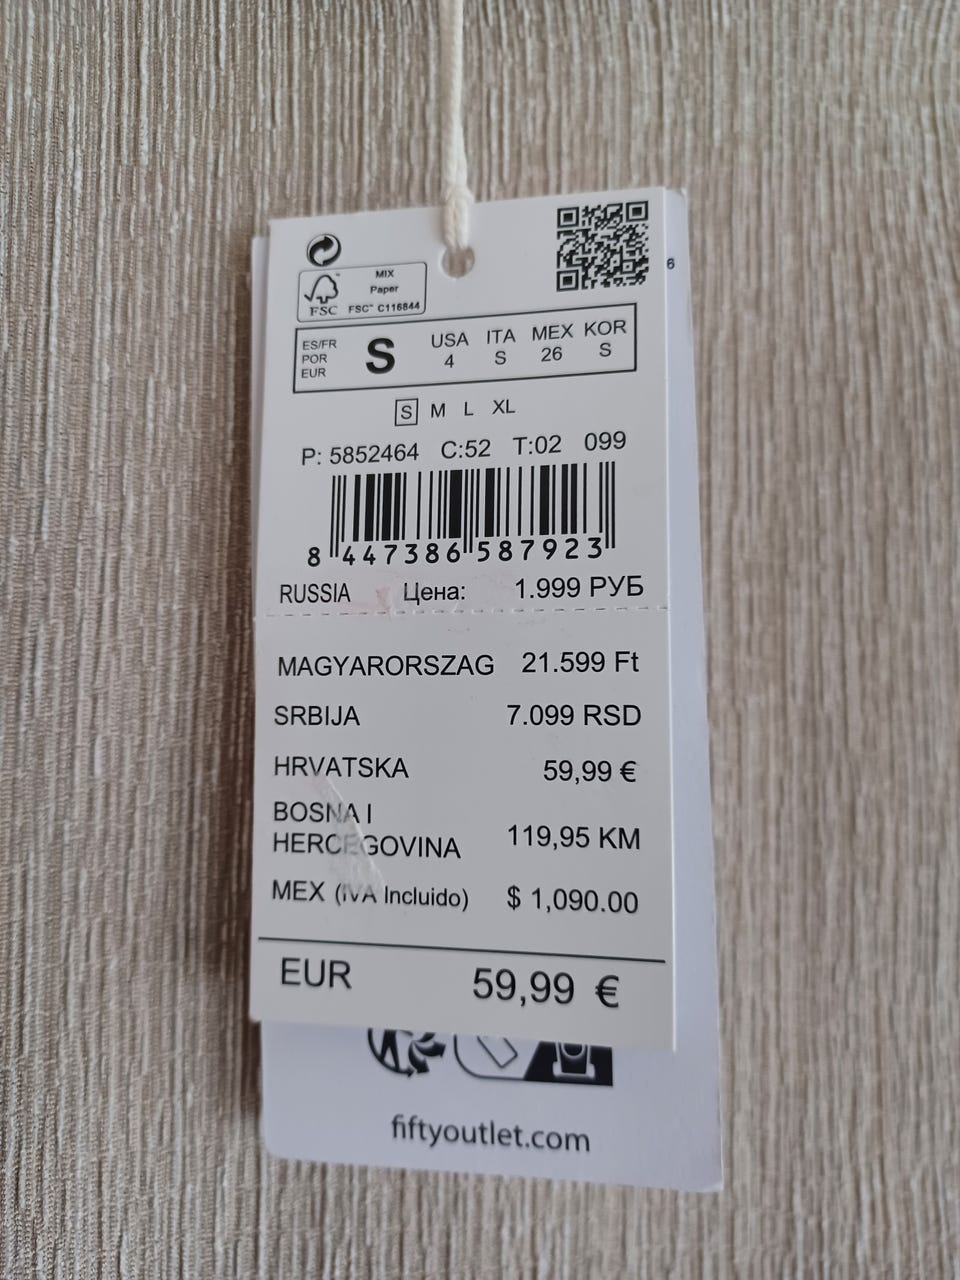 6
MIX
Paper
FSC™ C116844
FSC
ES/FR
POR
EUR
S
USA ITA MEX KOR
4 S 26 S
S M L XL
P: 5852464 C:52 T:02 099
8 447386 587923
RUSSIA Цена: 1.999 РУБ
MAGYARORSZAG 21.599 Ft
SRBIJA 7.099 RSD
HRVATSKA 59,99 €
BOSNA I
HERCEGOVINA 119,95 KM
MEX (IVA Incluido) $ 1,090.00
EUR 59,99 €
fiftyoutlet.com